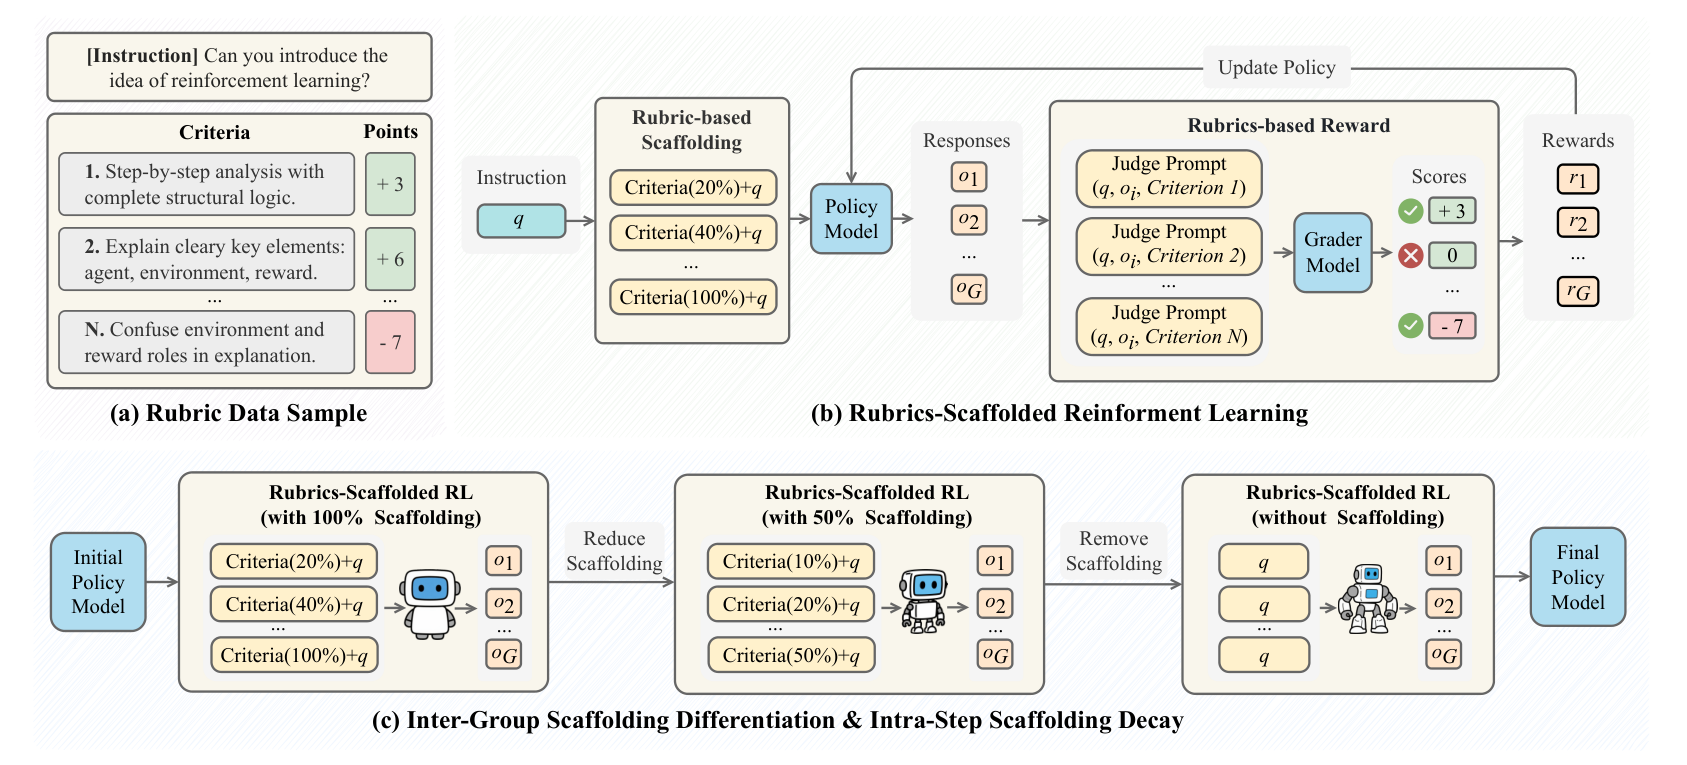 [Instruction] Can you introduce the
idea of reinforcement learning?
Criteria Points
1. Step-by-step analysis with
complete structural logic.
+ 3
2. Explain cleary key elements:
agent, environment, reward.
+ 6
... ...
N. Confuse environment and
reward roles in explanation.
- 7
(a) Rubric Data Sample
Update Policy
Instruction
q
Rubric-based
Scaffolding
Criteria(20%)+q
Criteria(40%)+q
...
Criteria(100%)+q
Policy
Model
Responses
o1
o2
...
oG
Rubrics-based Reward
Judge Prompt
(q, oi, Criterion 1)
Judge Prompt
(q, oi, Criterion 2)
...
Judge Prompt
(q, oi, Criterion N)
Grader
Model
Scores
+ 3
0
...
- 7
Rewards
r1
r2
...
rG
(b) Rubrics-Scaffolded Reinforment Learning
Initial
Policy
Model
Rubrics-Scaffolded RL
(with 100% Scaffolding)
Criteria(20%)+q
Criteria(40%)+q
...
Criteria(100%)+q
o1
o2
...
oG
Reduce
Scaffolding
Rubrics-Scaffolded RL
(with 50% Scaffolding)
Criteria(10%)+q
Criteria(20%)+q
...
Criteria(50%)+q
o1
o2
...
oG
Remove
Scaffolding
Rubrics-Scaffolded RL
(without Scaffolding)
q
q
...
q
o1
o2
...
oG
Final
Policy
Model
(c) Inter-Group Scaffolding Differentiation & Intra-Step Scaffolding Decay